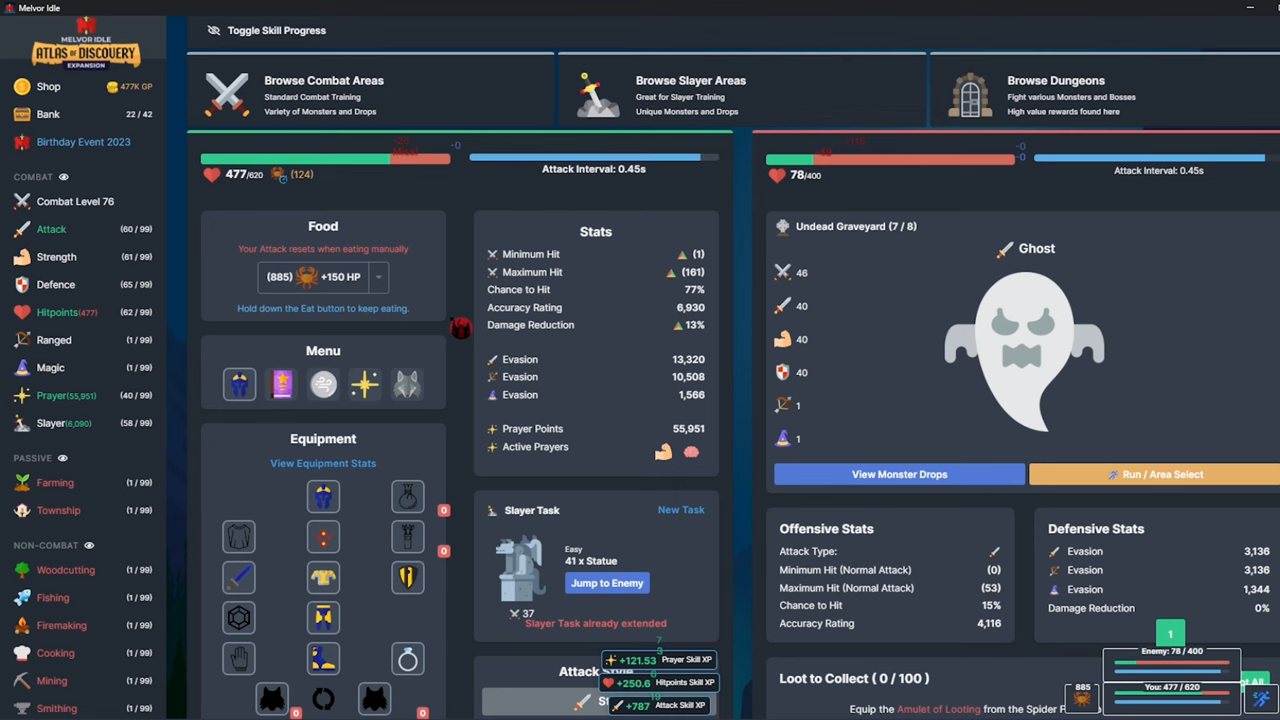 Melvor Idle
MELVOR IDLE
ATLAS OF DISCOVERY
EXPANSION
Shop
477K GP
Bank
22 / 42
Birthday Event 2023
COMBAT
Combat Level 76
Attack
(60 / 99)
Strength
(61 / 99)
Defence
(65 / 99)
Hitpoints(477)
(62 / 99)
Ranged
(1 / 99)
Magic
(1 / 99)
Prayer(55,951)
(40 / 99)
Slayer(6,090)
(58 / 99)
PASSIVE
Farming
(1 / 99)
Township
(1 / 99)
NON-COMBAT
Woodcutting
(1 / 99)
Fishing
(1 / 99)
Firemaking
(1 / 99)
Cooking
(1 / 99)
Mining
(1 / 99)
Smithing
(1 / 99)
Toggle Skill Progress
Browse Combat Areas
Standard Combat Training
Variety of Monsters and Drops
Browse Slayer Areas
Great for Slayer Training
Unique Monsters and Drops
Browse Dungeons
Fight various Monsters and Bosses
High value rewards found here
-0
477/620
(124)
Attack Interval: 0.45s
Food
Your Attack resets when eating manually
(885) +150 HP
Hold down the Eat button to keep eating.
Menu
Equipment
View Equipment Stats
0
0
0
0
Stats
Minimum Hit
(1)
Maximum Hit
(161)
Chance to Hit
77%
Accuracy Rating
6,930
Damage Reduction
13%
Evasion
13,320
Evasion
10,508
Evasion
1,566
Prayer Points
55,951
Active Prayers
Slayer Task
New Task
Easy
41 x Statue
Jump to Enemy
37
Slayer Task already extended
Attack
+121.53 Prayer Skill XP
+250.6 Hitpoints Skill XP
+787 Attack Skill XP
-0
-0
78/400
Attack Interval: 0.45s
Undead Graveyard (7 / 8)
Ghost
46
40
40
40
1
1
View Monster Drops
Run / Area Select
Offensive Stats
Attack Type:
Minimum Hit (Normal Attack)
(0)
Maximum Hit (Normal Attack)
(53)
Chance to Hit
15%
Accuracy Rating
4,116
Defensive Stats
Evasion
3,136
Evasion
3,136
Evasion
1,344
Damage Reduction
0%
1
Loot to Collect ( 0 / 100 )
Equip the Amulet of Looting from the Spider
Enemy: 78 / 400
You: 477 / 620
885